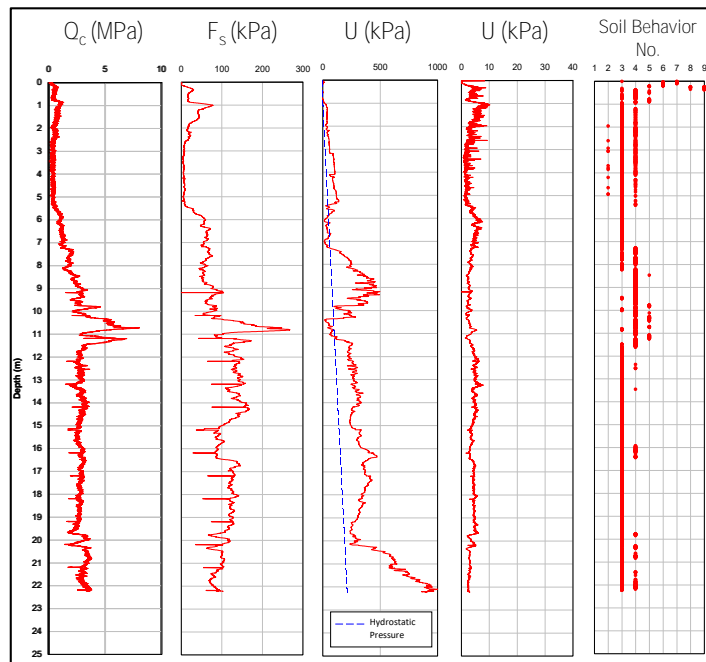 Q_c (MPa)
F_s (kPa)
U (kPa)
U (kPa)
Soil Behavior
No.
0 5 10
0 100 200 300
0 500 1000
0 10 20 30 40
1 2 3 4 5 6 7 8 9
Depth (m)
0
1
2
3
4
5
6
7
8
9
10
11
12
13
14
15
16
17
18
19
20
21
22
23
24
25
Hydrostatic
Pressure